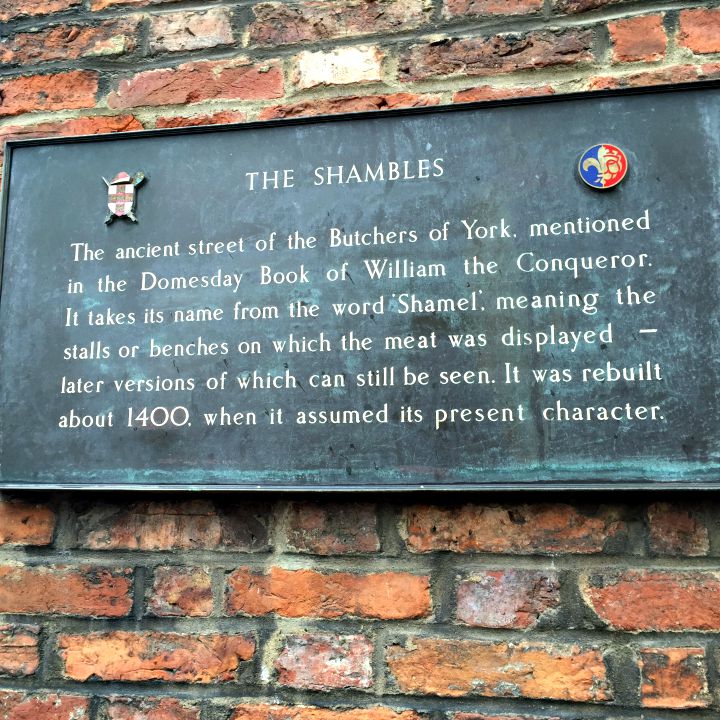 THE SHAMBLES
The ancient street of the Butchers of York, mentioned
in the Domesday Book of William the Conqueror.
It takes its name from the word 'Shamel', meaning the
stalls or benches on which the meat was displayed –
later versions of which can still be seen. It was rebuilt
about 1400, when it assumed its present character.